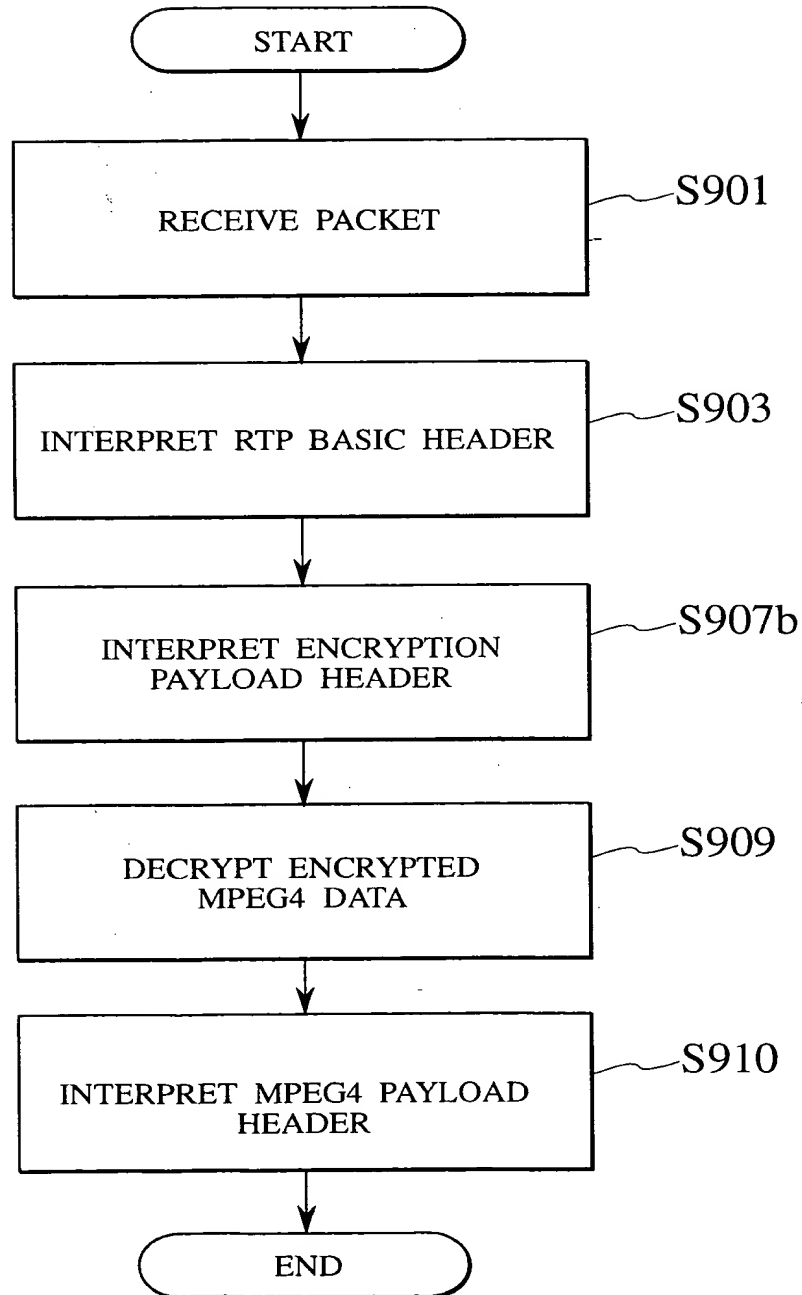 START
RECEIVE PACKET
S901
INTERPRET RTP BASIC HEADER
S903
INTERPRET ENCRYPTION
PAYLOAD HEADER
S907b
DECRYPT ENCRYPTED
MPEG4 DATA
S909
INTERPRET MPEG4 PAYLOAD
HEADER
S910
END